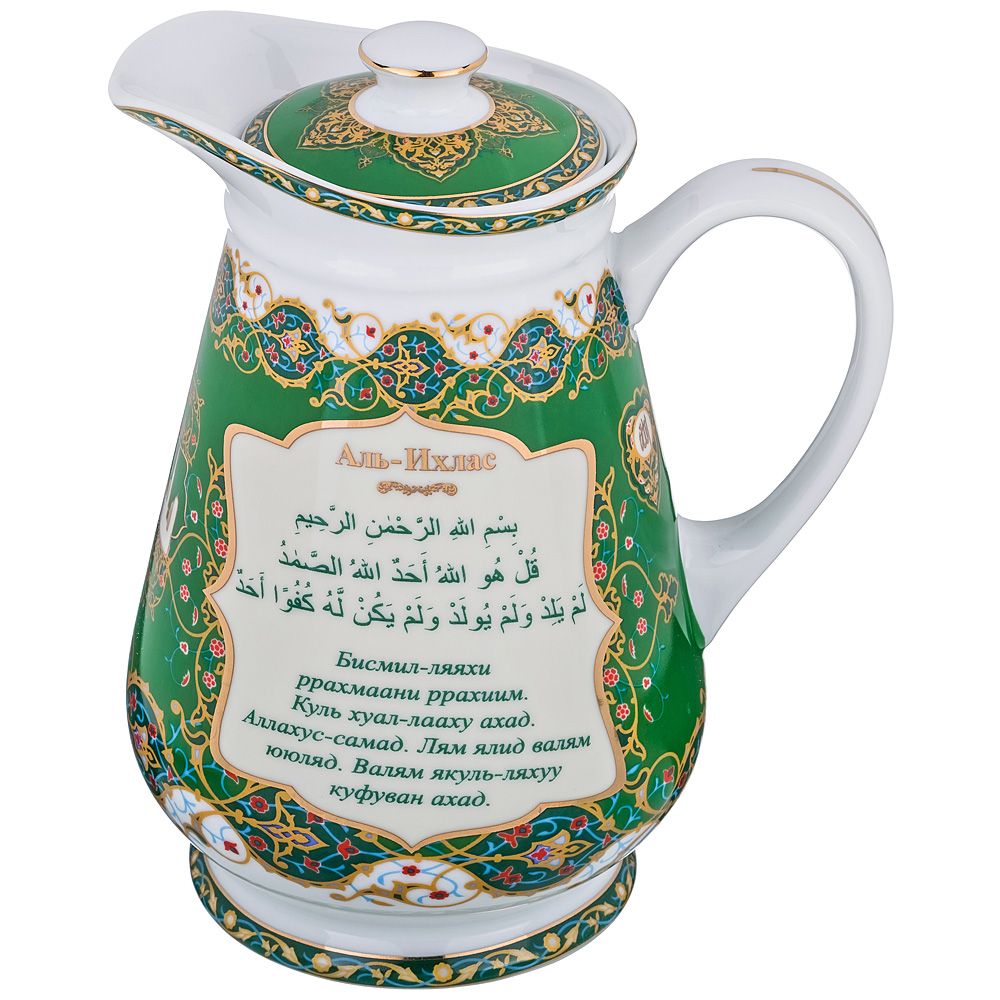 Аль-Ихлас
بِسْمِ اللهِ الرَّحْمٰنِ الرَّحِيمِ
قُلْ هُو اللهُ أَحَدٌ اللهُ الصَّمَدُ
لَمْ يَلِدْ وَلَمْ يُولَدْ وَلَمْ يَكُنْ لَّهُ كُفُوًا أَحَدٌ
Бисмил-ляяхи
ррахмаани ррахиим.
Куль хуал-лааху ахад.
Аллахус-самад. Лям ялид валям
ююляд. Валям якуль-ляхуу
куфуван ахад.